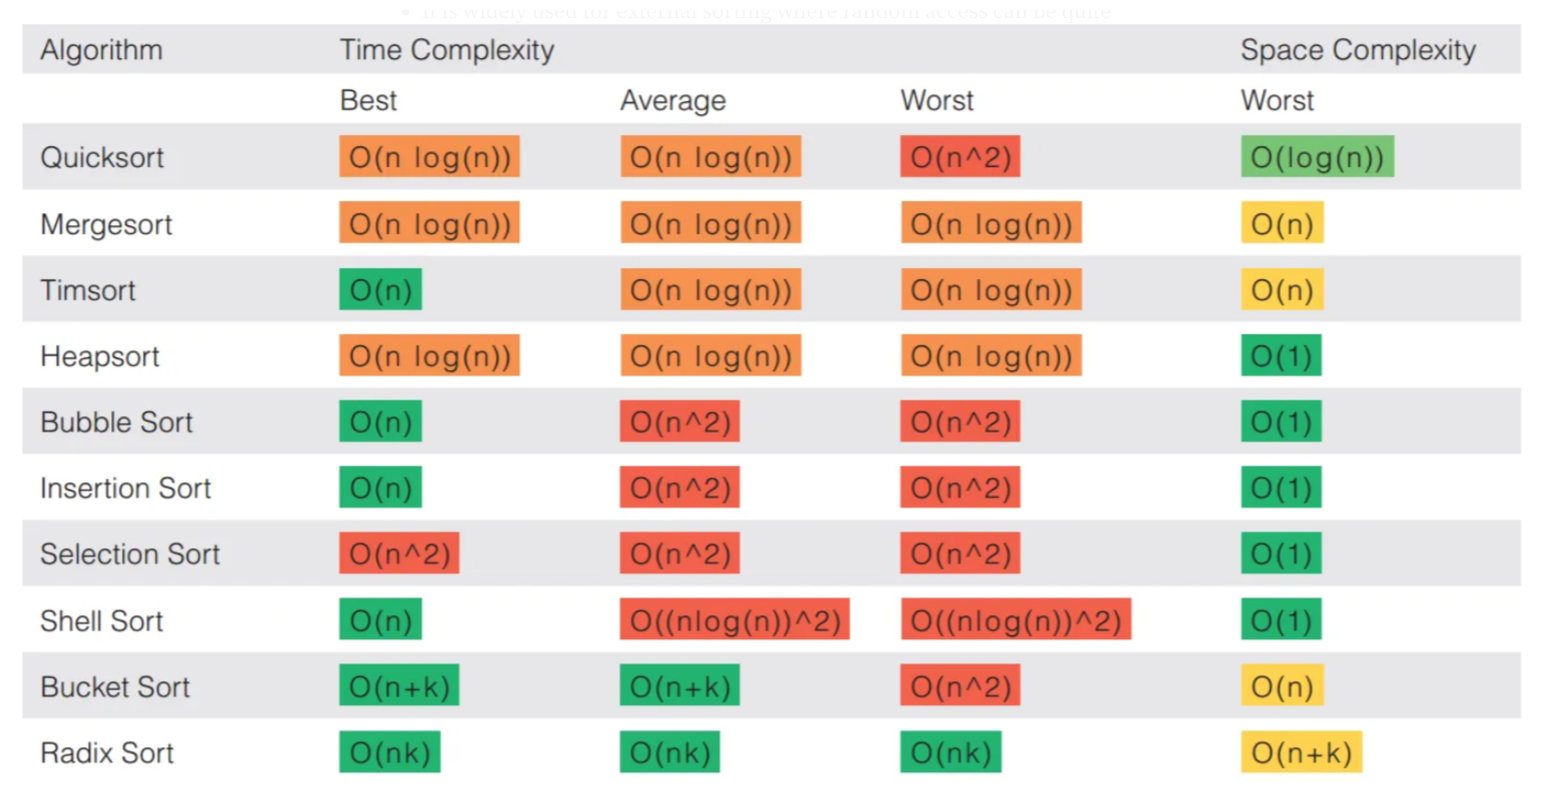 It is widely used for external sorting where random access can be quite
Algorithm Time Complexity Space Complexity
Best Average Worst Worst
Quicksort O(n log(n)) O(n log(n)) O(n^2) O(log(n))
Mergesort O(n log(n)) O(n log(n)) O(n log(n)) O(n)
Timsort O(n) O(n log(n)) O(n log(n)) O(n)
Heapsort O(n log(n)) O(n log(n)) O(n log(n)) O(1)
Bubble Sort O(n) O(n^2) O(n^2) O(1)
Insertion Sort O(n) O(n^2) O(n^2) O(1)
Selection Sort O(n^2) O(n^2) O(n^2) O(1)
Shell Sort O(n) O((nlog(n))^2) O((nlog(n))^2) O(1)
Bucket Sort O(n+k) O(n+k) O(n^2) O(n)
Radix Sort O(nk) O(nk) O(nk) O(n+k)